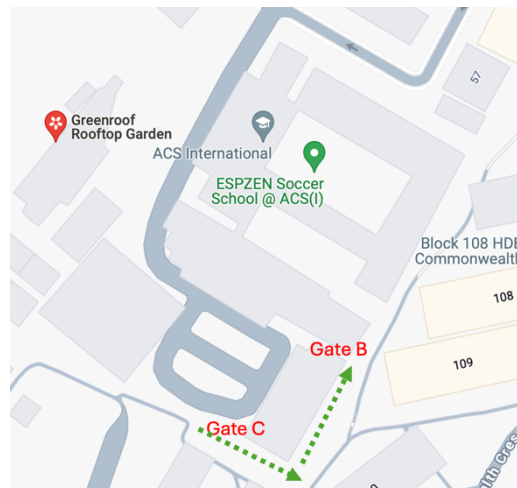 57
Greenroof
Rooftop Garden
ACS International
ESPZEN Soccer
School @ ACS(I)
Block 108 HDB
Commonwealth
108
Gate B
109
Gate C